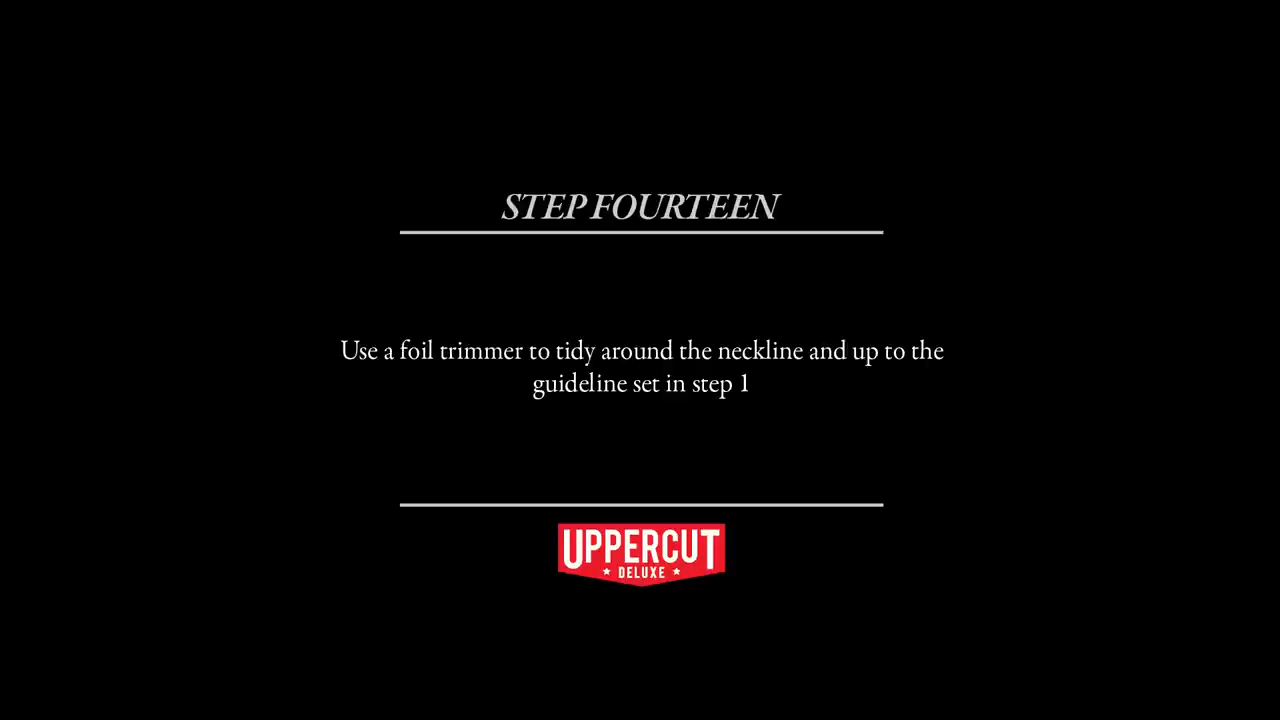 STEP FOURTEEN
Use a foil trimmer to tidy around the neckline and up to the
guideline set in step 1
UPPERCUT
DELUXE